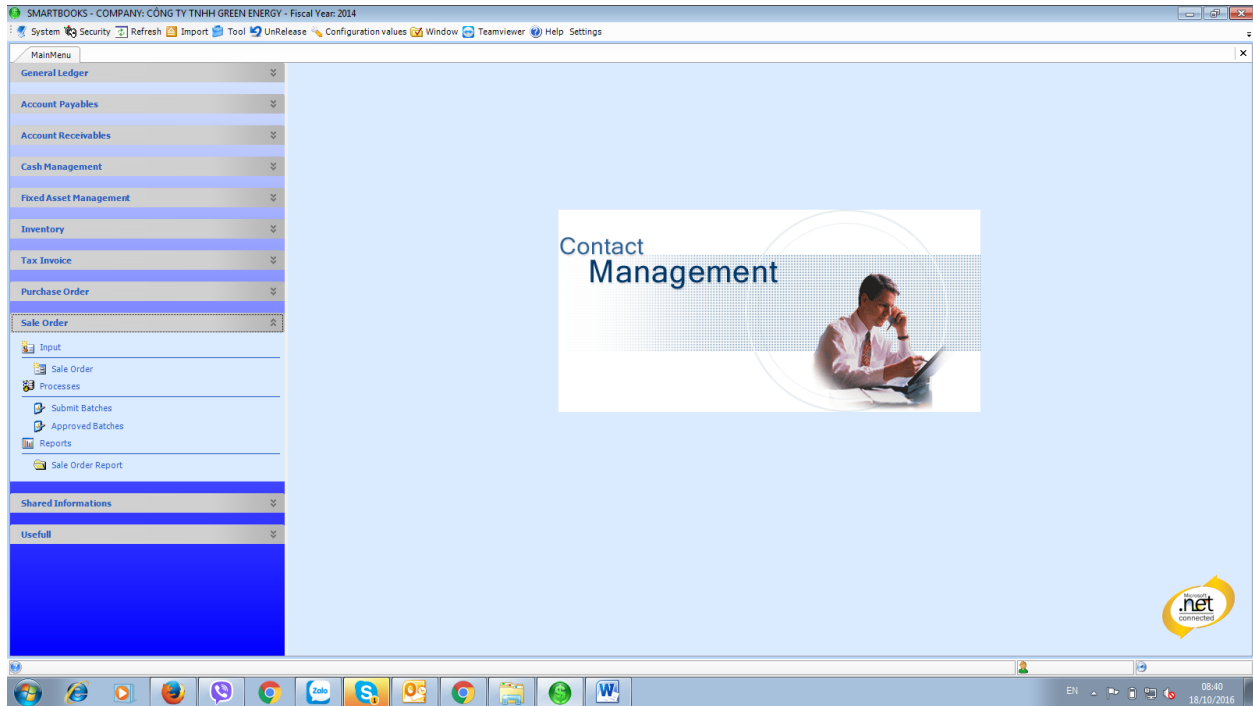 SMARTBOOKS - COMPANY: CÔNG TY TNHH GREEN ENERGY - Fiscal Year: 2014
System Security Refresh Import Tool UnRelease Configuration values Window Teamviewer Help Settings
MainMenu
General Ledger
Account Payables
Account Receivables
Cash Management
Fixed Asset Management
Inventory
Tax Invoice
Purchase Order
Sale Order
Input
Sale Order
Processes
Submit Batches
Approved Batches
Reports
Sale Order Report
Shared Informations
Usefull
Contact
Management
Microsoft
.net
connected
Zalo
EN
08:40
18/10/2016